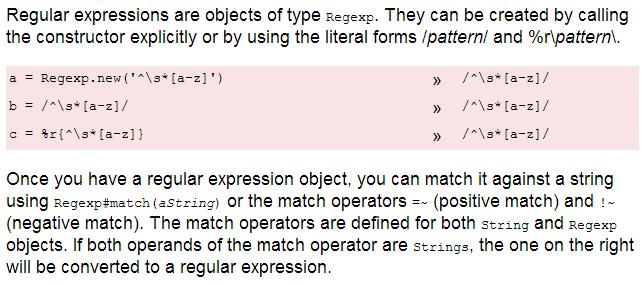 Regular expressions are objects of type Regexp. They can be created by calling
the constructor explicitly or by using the literal forms /pattern/ and %r\pattern\.
a = Regexp.new('^\s*[a-z]') » /^\s*[a-z]/
b = /^\s*[a-z]/ » /^\s*[a-z]/
c = %r{^\s*[a-z]} » /^\s*[a-z]/
Once you have a regular expression object, you can match it against a string
using Regexp#match(aString) or the match operators =~ (positive match) and !~
(negative match). The match operators are defined for both String and Regexp
objects. If both operands of the match operator are Strings, the one on the right
will be converted to a regular expression.